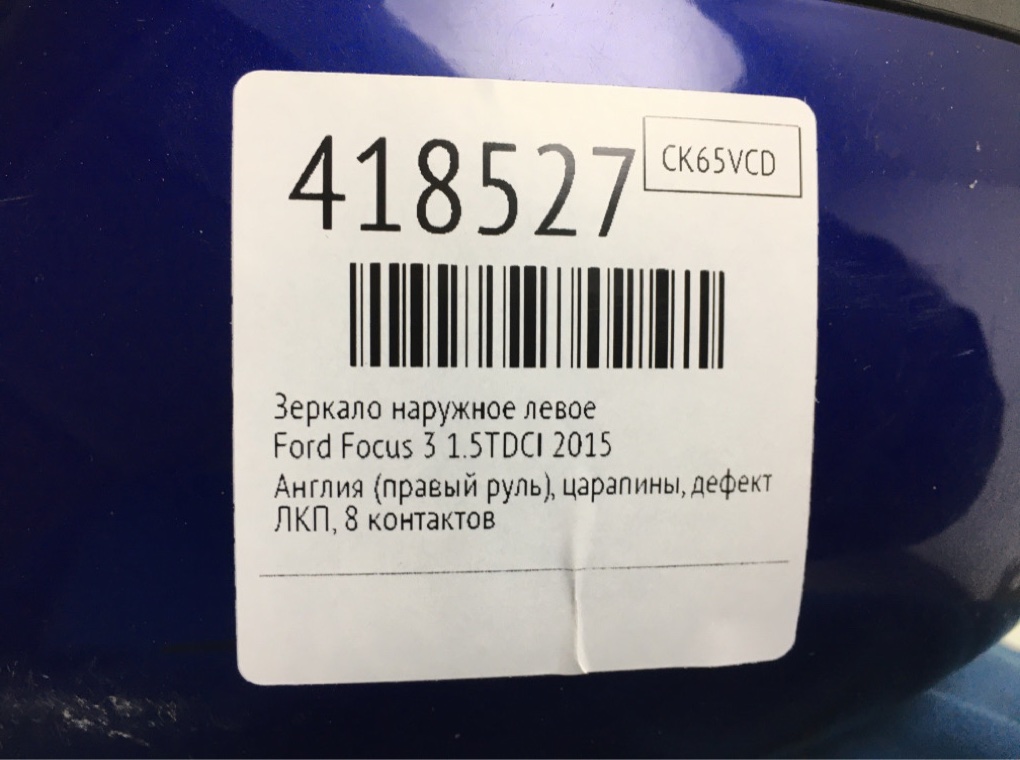 418527
CK65VCD
Зеркало наружное левое
Ford Focus 3 1.5TDCI 2015
Англия (правый руль), царапины, дефект
ЛКП, 8 контактов